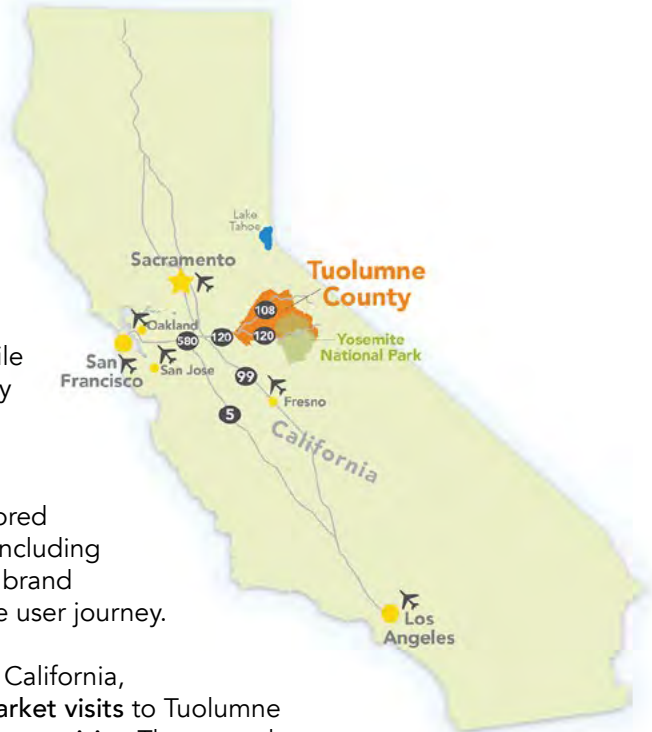 Lake
Tahoe
Sacramento
Tuolumne
County
108
Oakland
580
120
120
Yosemite
National Park
San
Francisco
San Jose
99
Fresno
5
California
Los
Angeles
ile
y
ored
ncluding
brand
e user journey.
California,
arket visits to Tuolumne